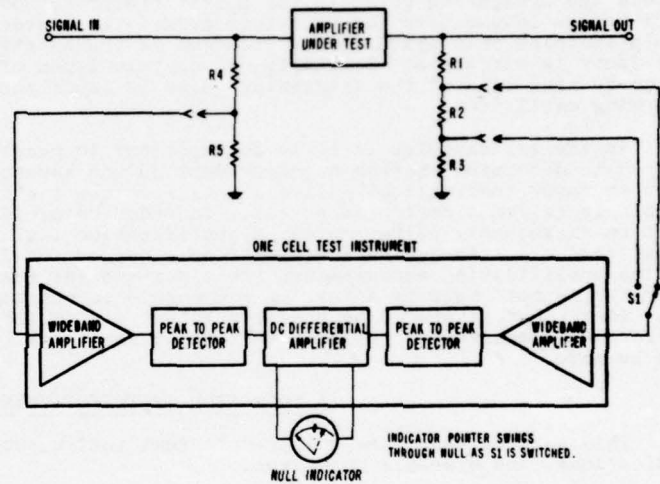 SIGNAL IN
AMPLIFIER
UNDER TEST
SIGNAL OUT
R4
R1
R2
R5
R3
ONE CELL TEST INSTRUMENT
S1
WIDEBAND
AMPLIFIER
PEAK TO PEAK
DETECTOR
DC DIFFERENTIAL
AMPLIFIER
PEAK TO PEAK
DETECTOR
WIDEBAND
AMPLIFIER
INDICATOR POINTER SWINGS
THROUGH NULL AS S1 IS SWITCHED.
NULL INDICATOR